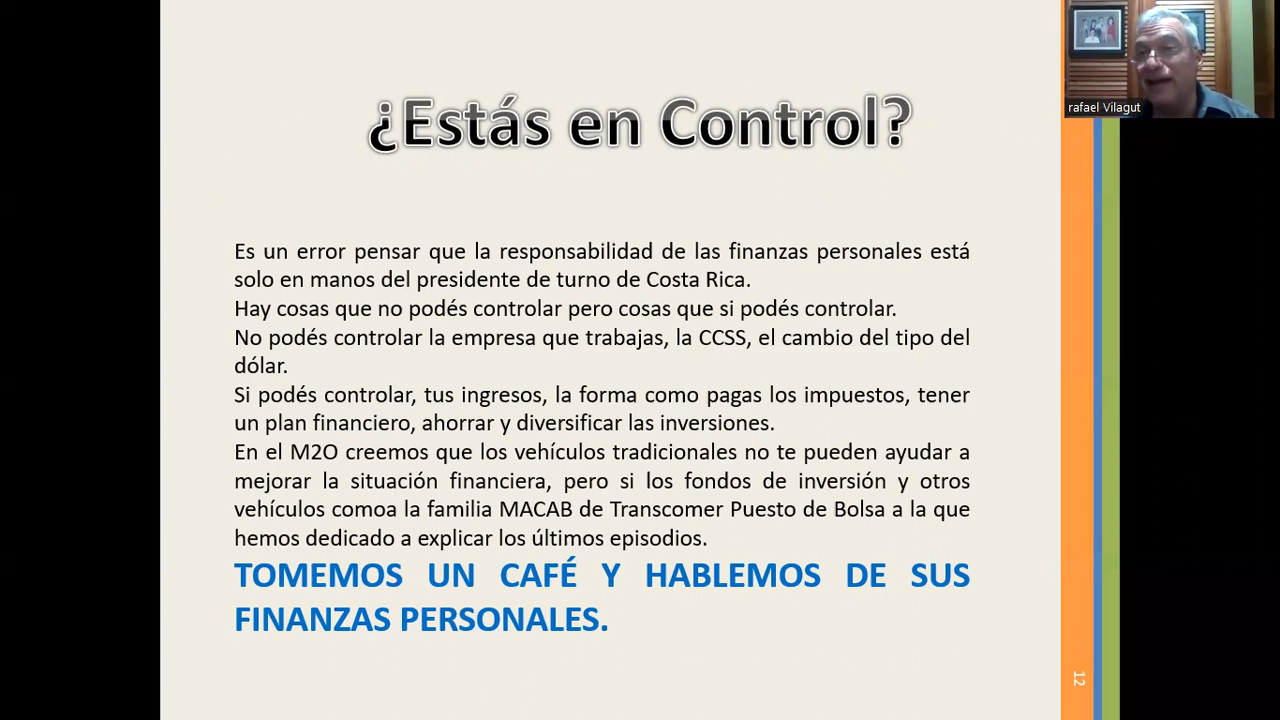 ¿Estás en Control?
rafael Vilagut
Es un error pensar que la responsabilidad de las finanzas personales está
solo en manos del presidente de turno de Costa Rica.
Hay cosas que no podés controlar pero cosas que si podés controlar.
No podés controlar la empresa que trabajas, la CCSS, el cambio del tipo del
dólar.
Si podés controlar, tus ingresos, la forma como pagas los impuestos, tener
un plan financiero, ahorrar y diversificar las inversiones.
En el M2O creemos que los vehículos tradicionales no te pueden ayudar a
mejorar la situación financiera, pero si los fondos de inversión y otros
vehículos comoa la familia MACAB de Transcomer Puesto de Bolsa a la que
hemos dedicado a explicar los últimos episodios.
TOMEMOS UN CAFÉ Y HABLEMOS DE SUS
FINANZAS PERSONALES.
12